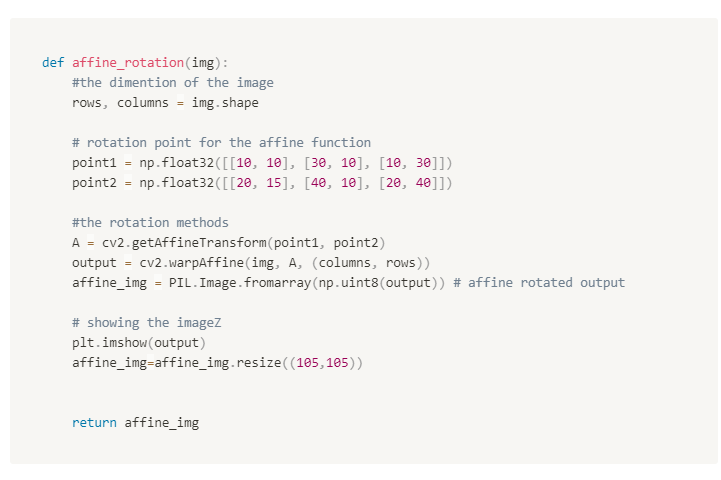 def affine_rotation(img):
    #the dimention of the image
    rows, columns = img.shape
    # rotation point for the affine function
    point1 = np.float32([[10, 10], [30, 10], [10, 30]])
    point2 = np.float32([[20, 15], [40, 10], [20, 40]])
    #the rotation methods
    A = cv2.getAffineTransform(point1, point2)
    output = cv2.warpAffine(img, A, (columns, rows))
    affine_img = PIL.Image.fromarray(np.uint8(output)) # affine rotated output
    # showing the imageZ
    plt.imshow(output)
    affine_img=affine_img.resize((105,105))
    return affine_img